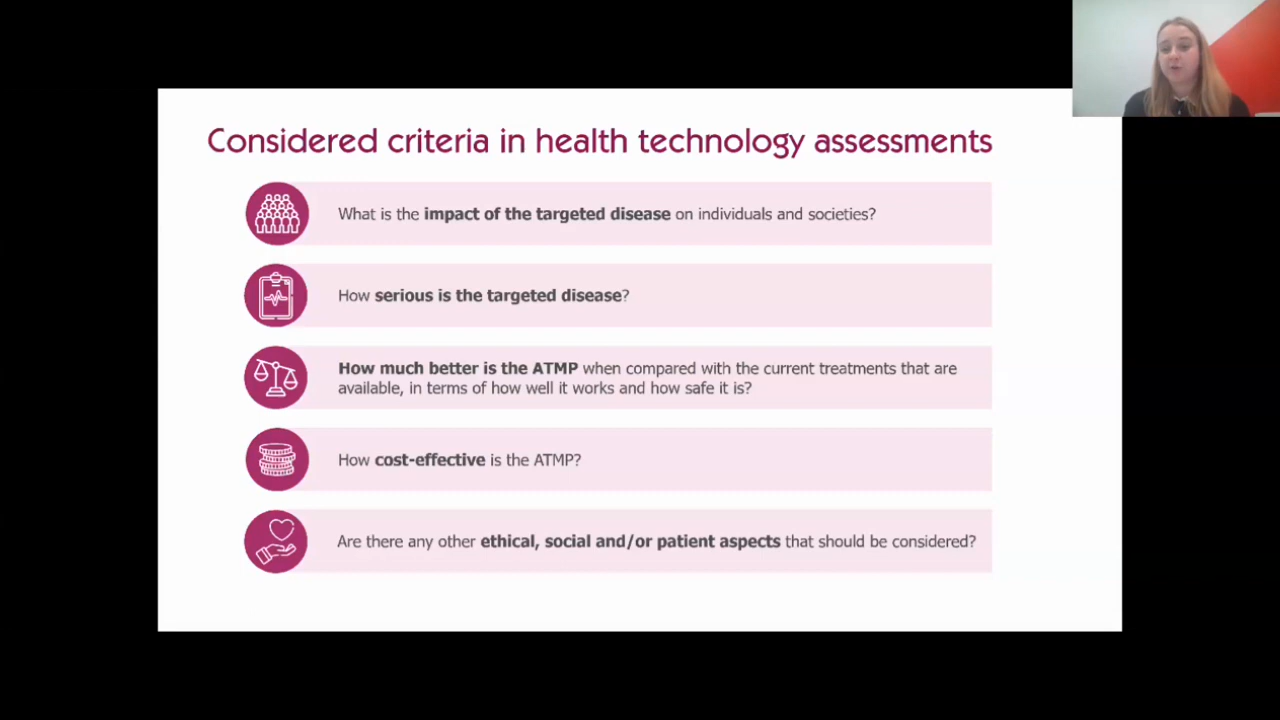 Considered criteria in health technology assessments
What is the impact of the targeted disease on individuals and societies?
How serious is the targeted disease?
How much better is the ATMP when compared with the current treatments that are
available, in terms of how well it works and how safe it is?
How cost-effective is the ATMP?
Are there any other ethical, social and/or patient aspects that should be considered?